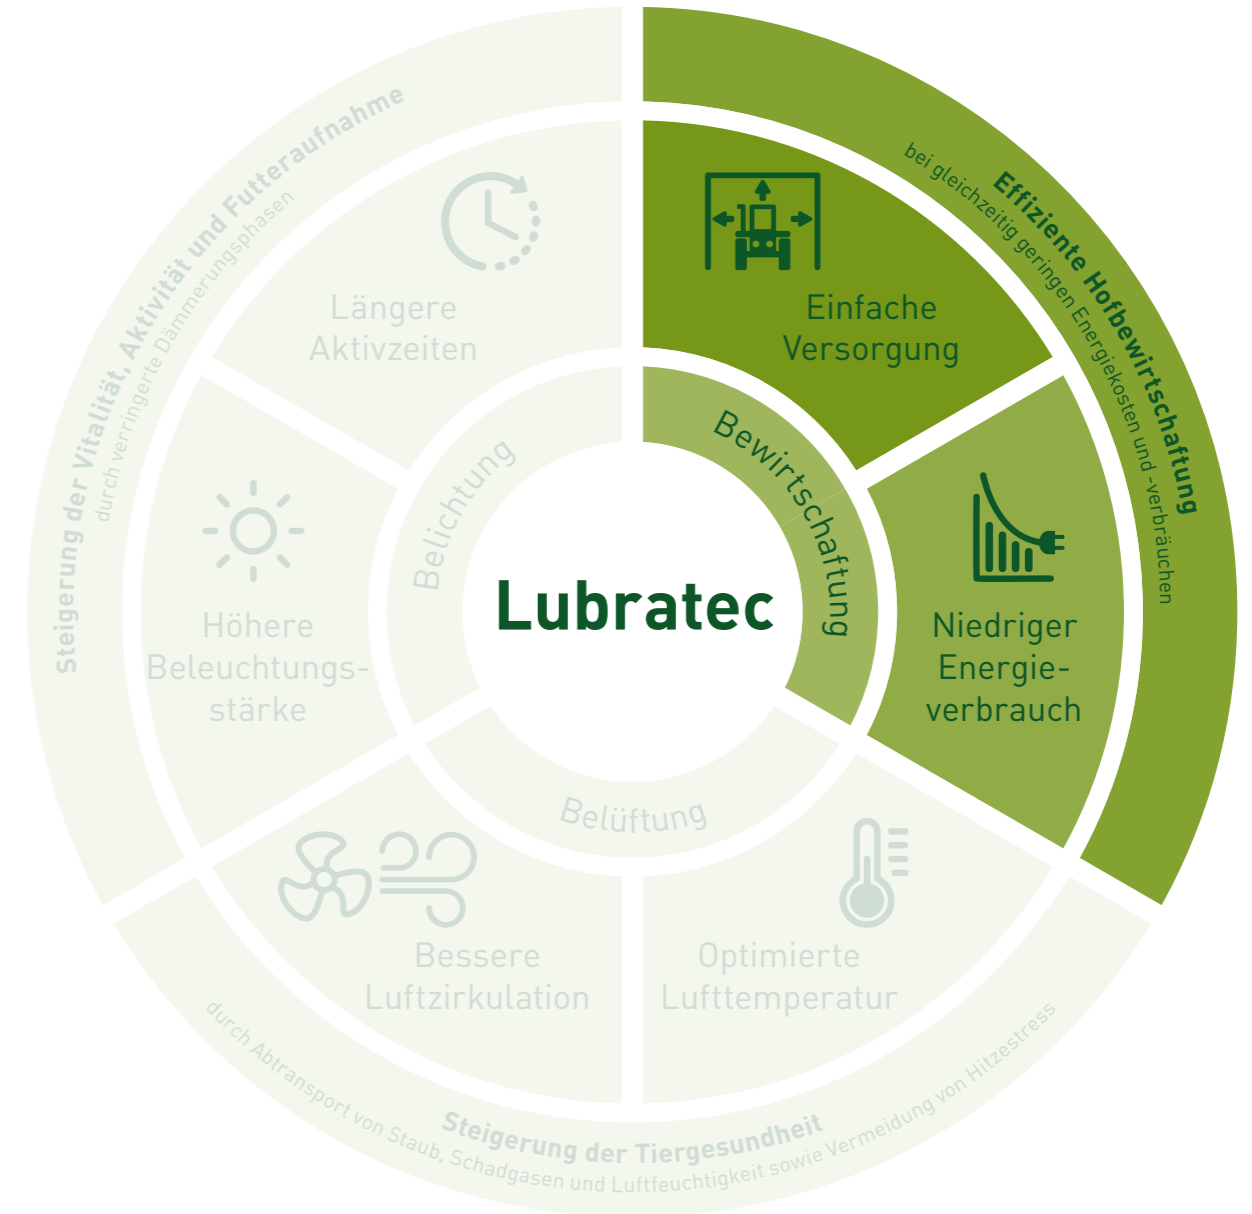 Lubratec
Bewirtschaftung
Einfache
Versorgung
Niedriger
Energie-
verbrauch
Effiziente Hofbewirtschaftung
bei gleichzeitig geringen Energiekosten und -verbräuchen
Belüftung
Optimierte
Lufttemperatur
Bessere
Luftzirkulation
Steigerung der Tiergesundheit
durch Abtransport von Staub, Schadgasen und Luftfeuchtigkeit sowie Vermeidung von Hitzestress
Belichtung
Höhere
Beleuchtungs-
stärke
Längere
Aktivzeiten
Steigerung der Vitalität, Aktivität und Futteraufnahme
durch verringerte Dämmerungsphasen